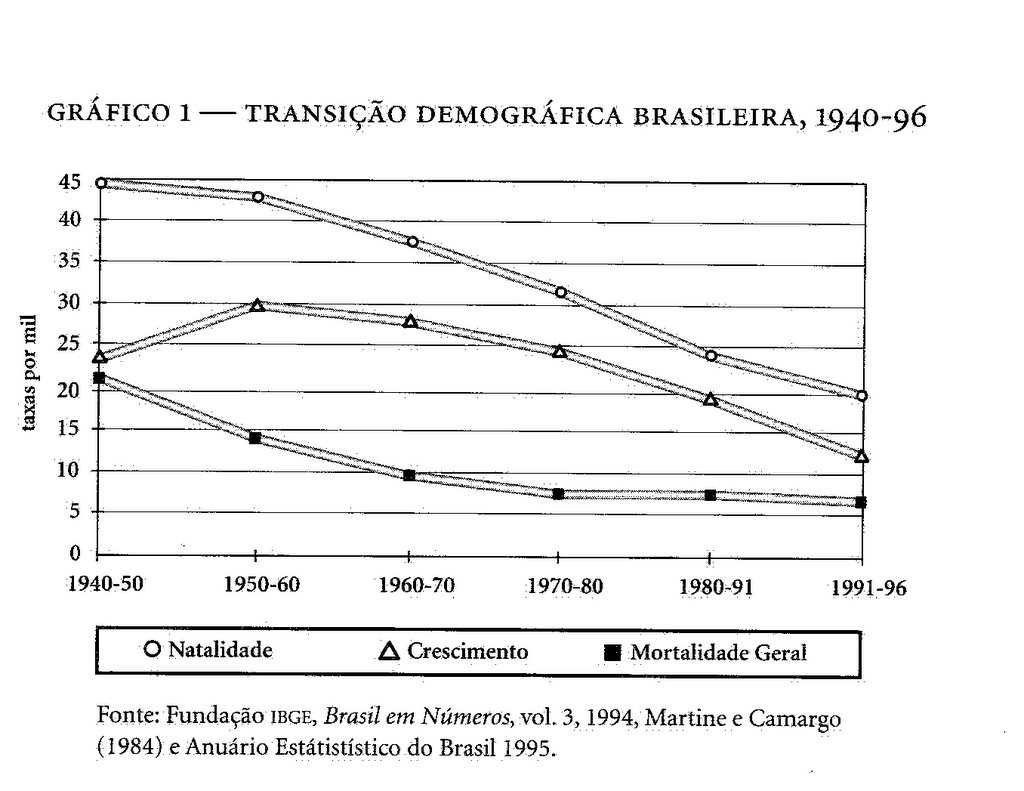 GRÁFICO 1 — TRANSIÇÃO DEMOGRÁFICA BRASILEIRA, 1940-96
45
40
35
30
25
20
15
10
5
0
taxas por mil
1940-50 1950-60 1960-70 1970-80 1980-91 1991-96
Natalidade Crescimento Mortalidade Geral
Fonte: Fundação IBGE, Brasil em Números, vol. 3, 1994, Martine e Camargo
(1984) e Anuário Estátistístico do Brasil 1995.